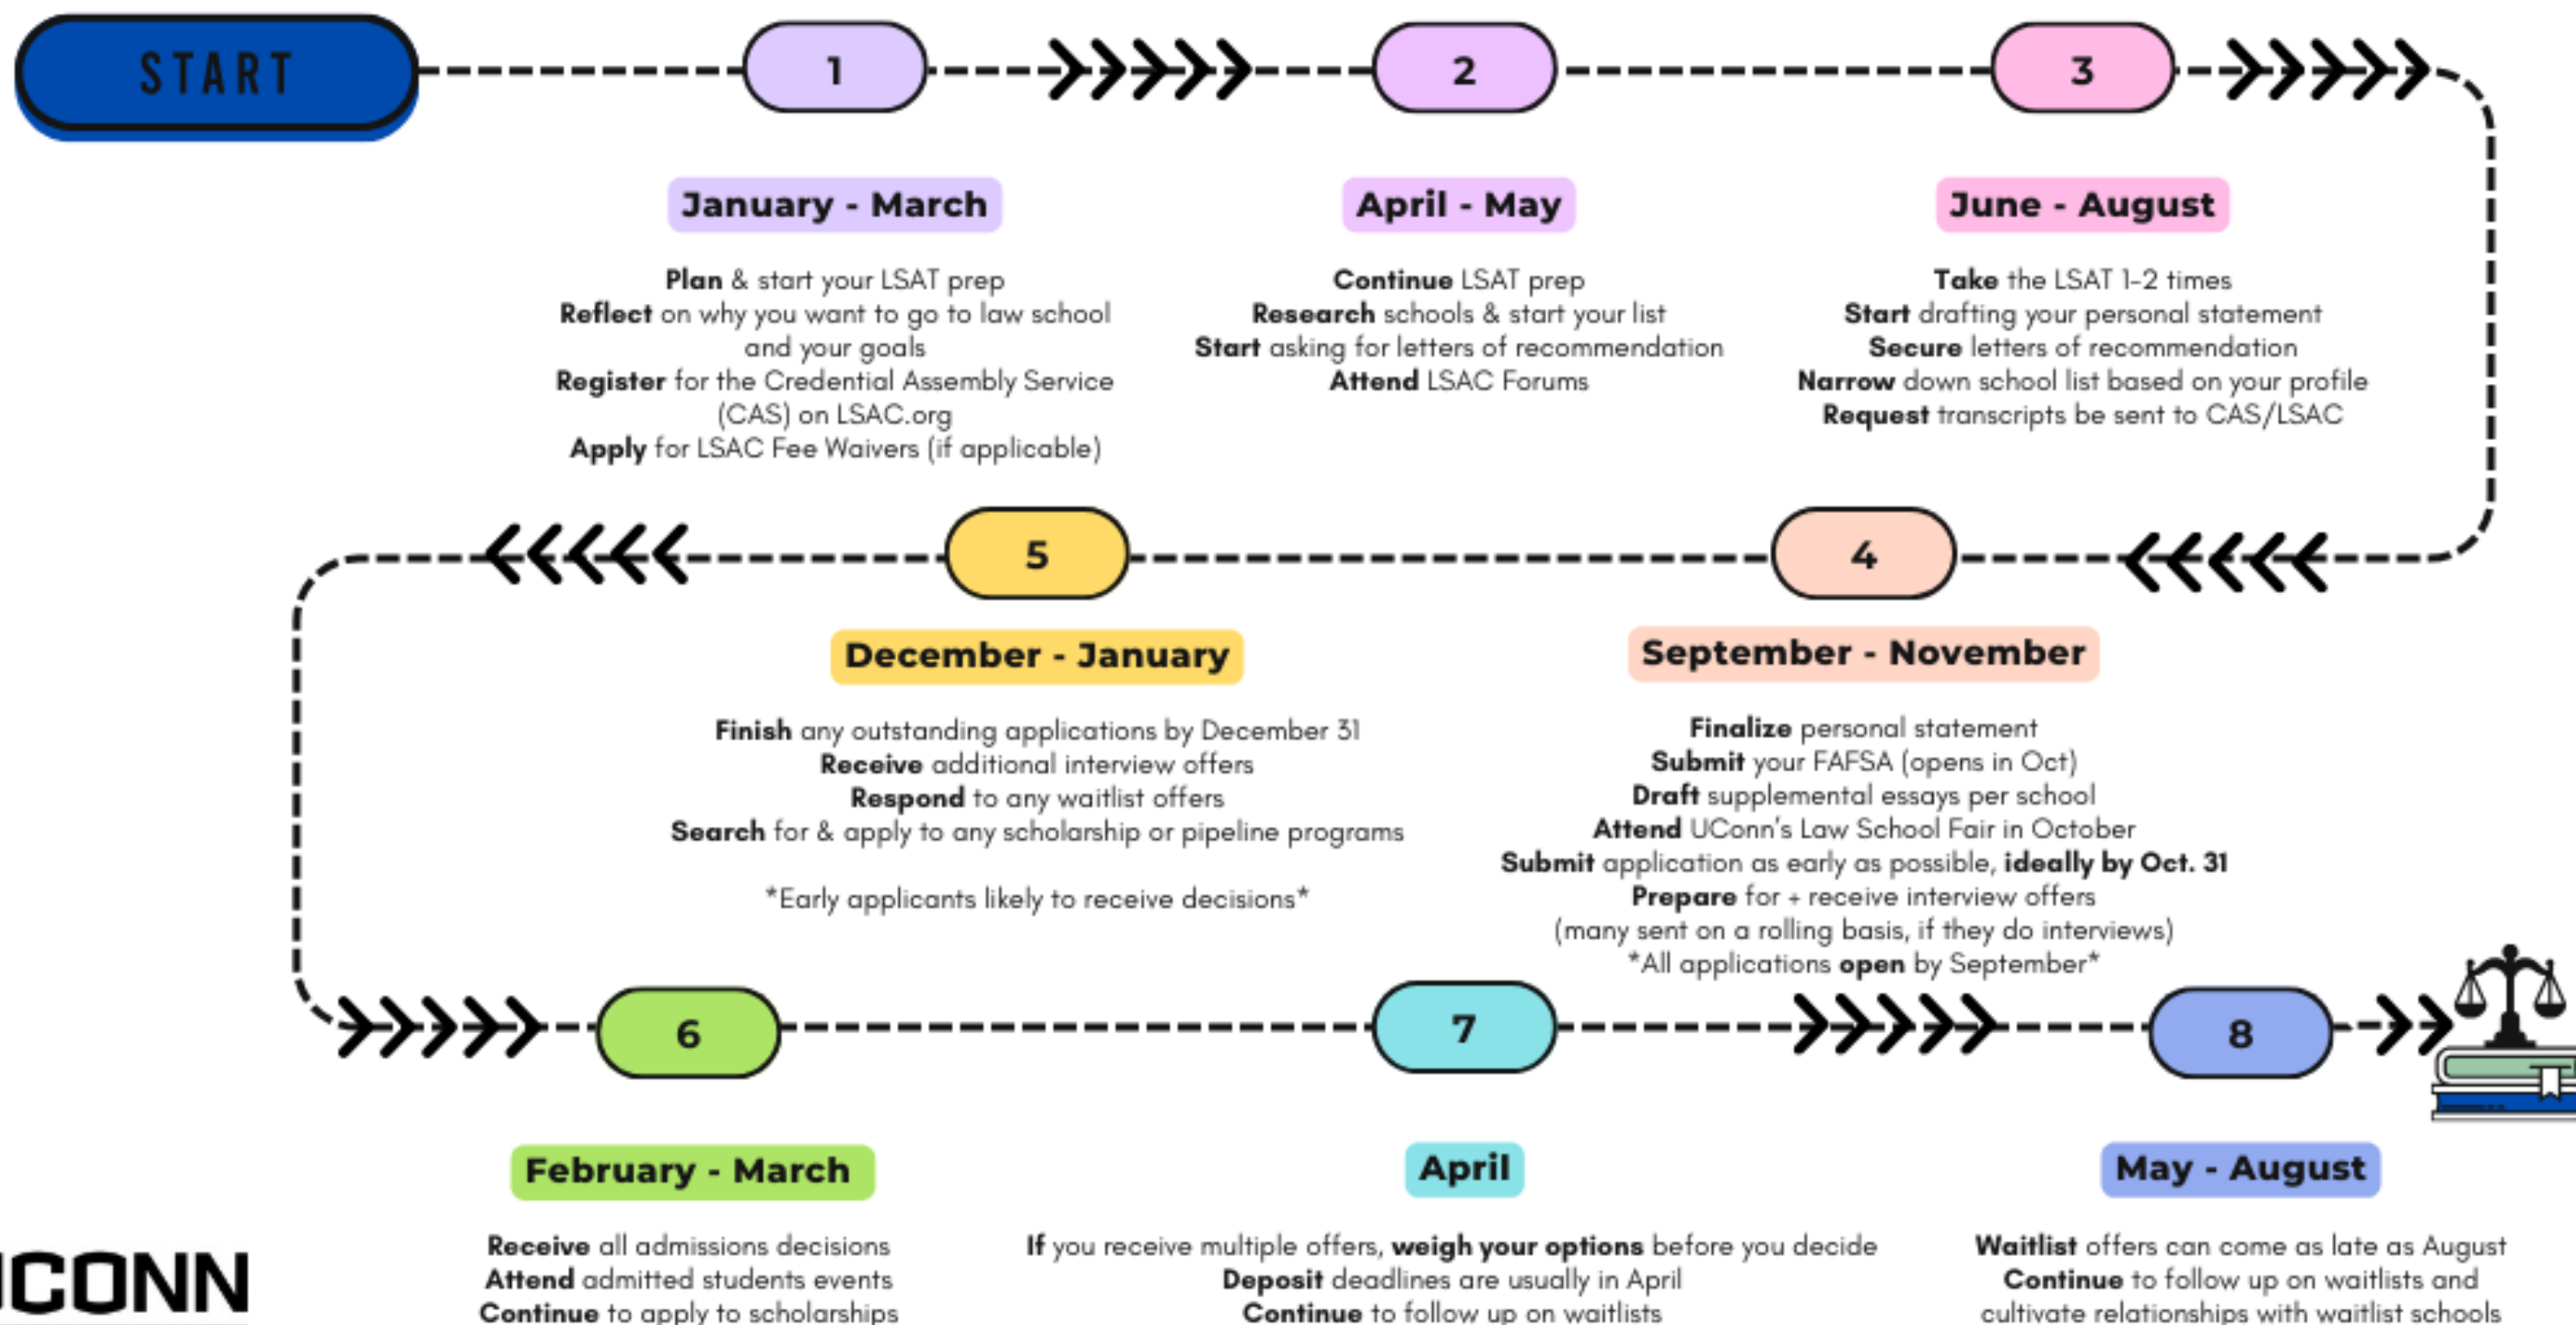 START
1
2
3
January - March
Plan & start your LSAT prep
Reflect on why you want to go to law school
and your goals
Register for the Credential Assembly Service
(CAS) on LSAC.org
Apply for LSAC Fee Waivers (if applicable)
April - May
Continue LSAT prep
Research schools & start your list
Start asking for letters of recommendation
Attend LSAC Forums
June - August
Take the LSAT 1-2 times
Start drafting your personal statement
Secure letters of recommendation
Narrow down school list based on your profile
Request transcripts be sent to CAS/LSAC
4
September - November
Finalize personal statement
Submit your FAFSA (opens in Oct)
Draft supplemental essays per school
Attend UConn's Law School Fair in October
Submit application as early as possible, ideally by Oct. 31
Prepare for + receive interview offers
(many sent on a rolling basis, if they do interviews)
*All applications open by September*
5
December - January
Finish any outstanding applications by December 31
Receive additional interview offers
Respond to any waitlist offers
Search for & apply to any scholarship or pipeline programs
*Early applicants likely to receive decisions*
6
7
8
February - March
Receive all admissions decisions
Attend admitted students events
Continue to apply to scholarships
April
If you receive multiple offers, weigh your options before you decide
Deposit deadlines are usually in April
Continue to follow up on waitlists
May - August
Waitlist offers can come as late as August
Continue to follow up on waitlists and
cultivate relationships with waitlist schools
UCONN